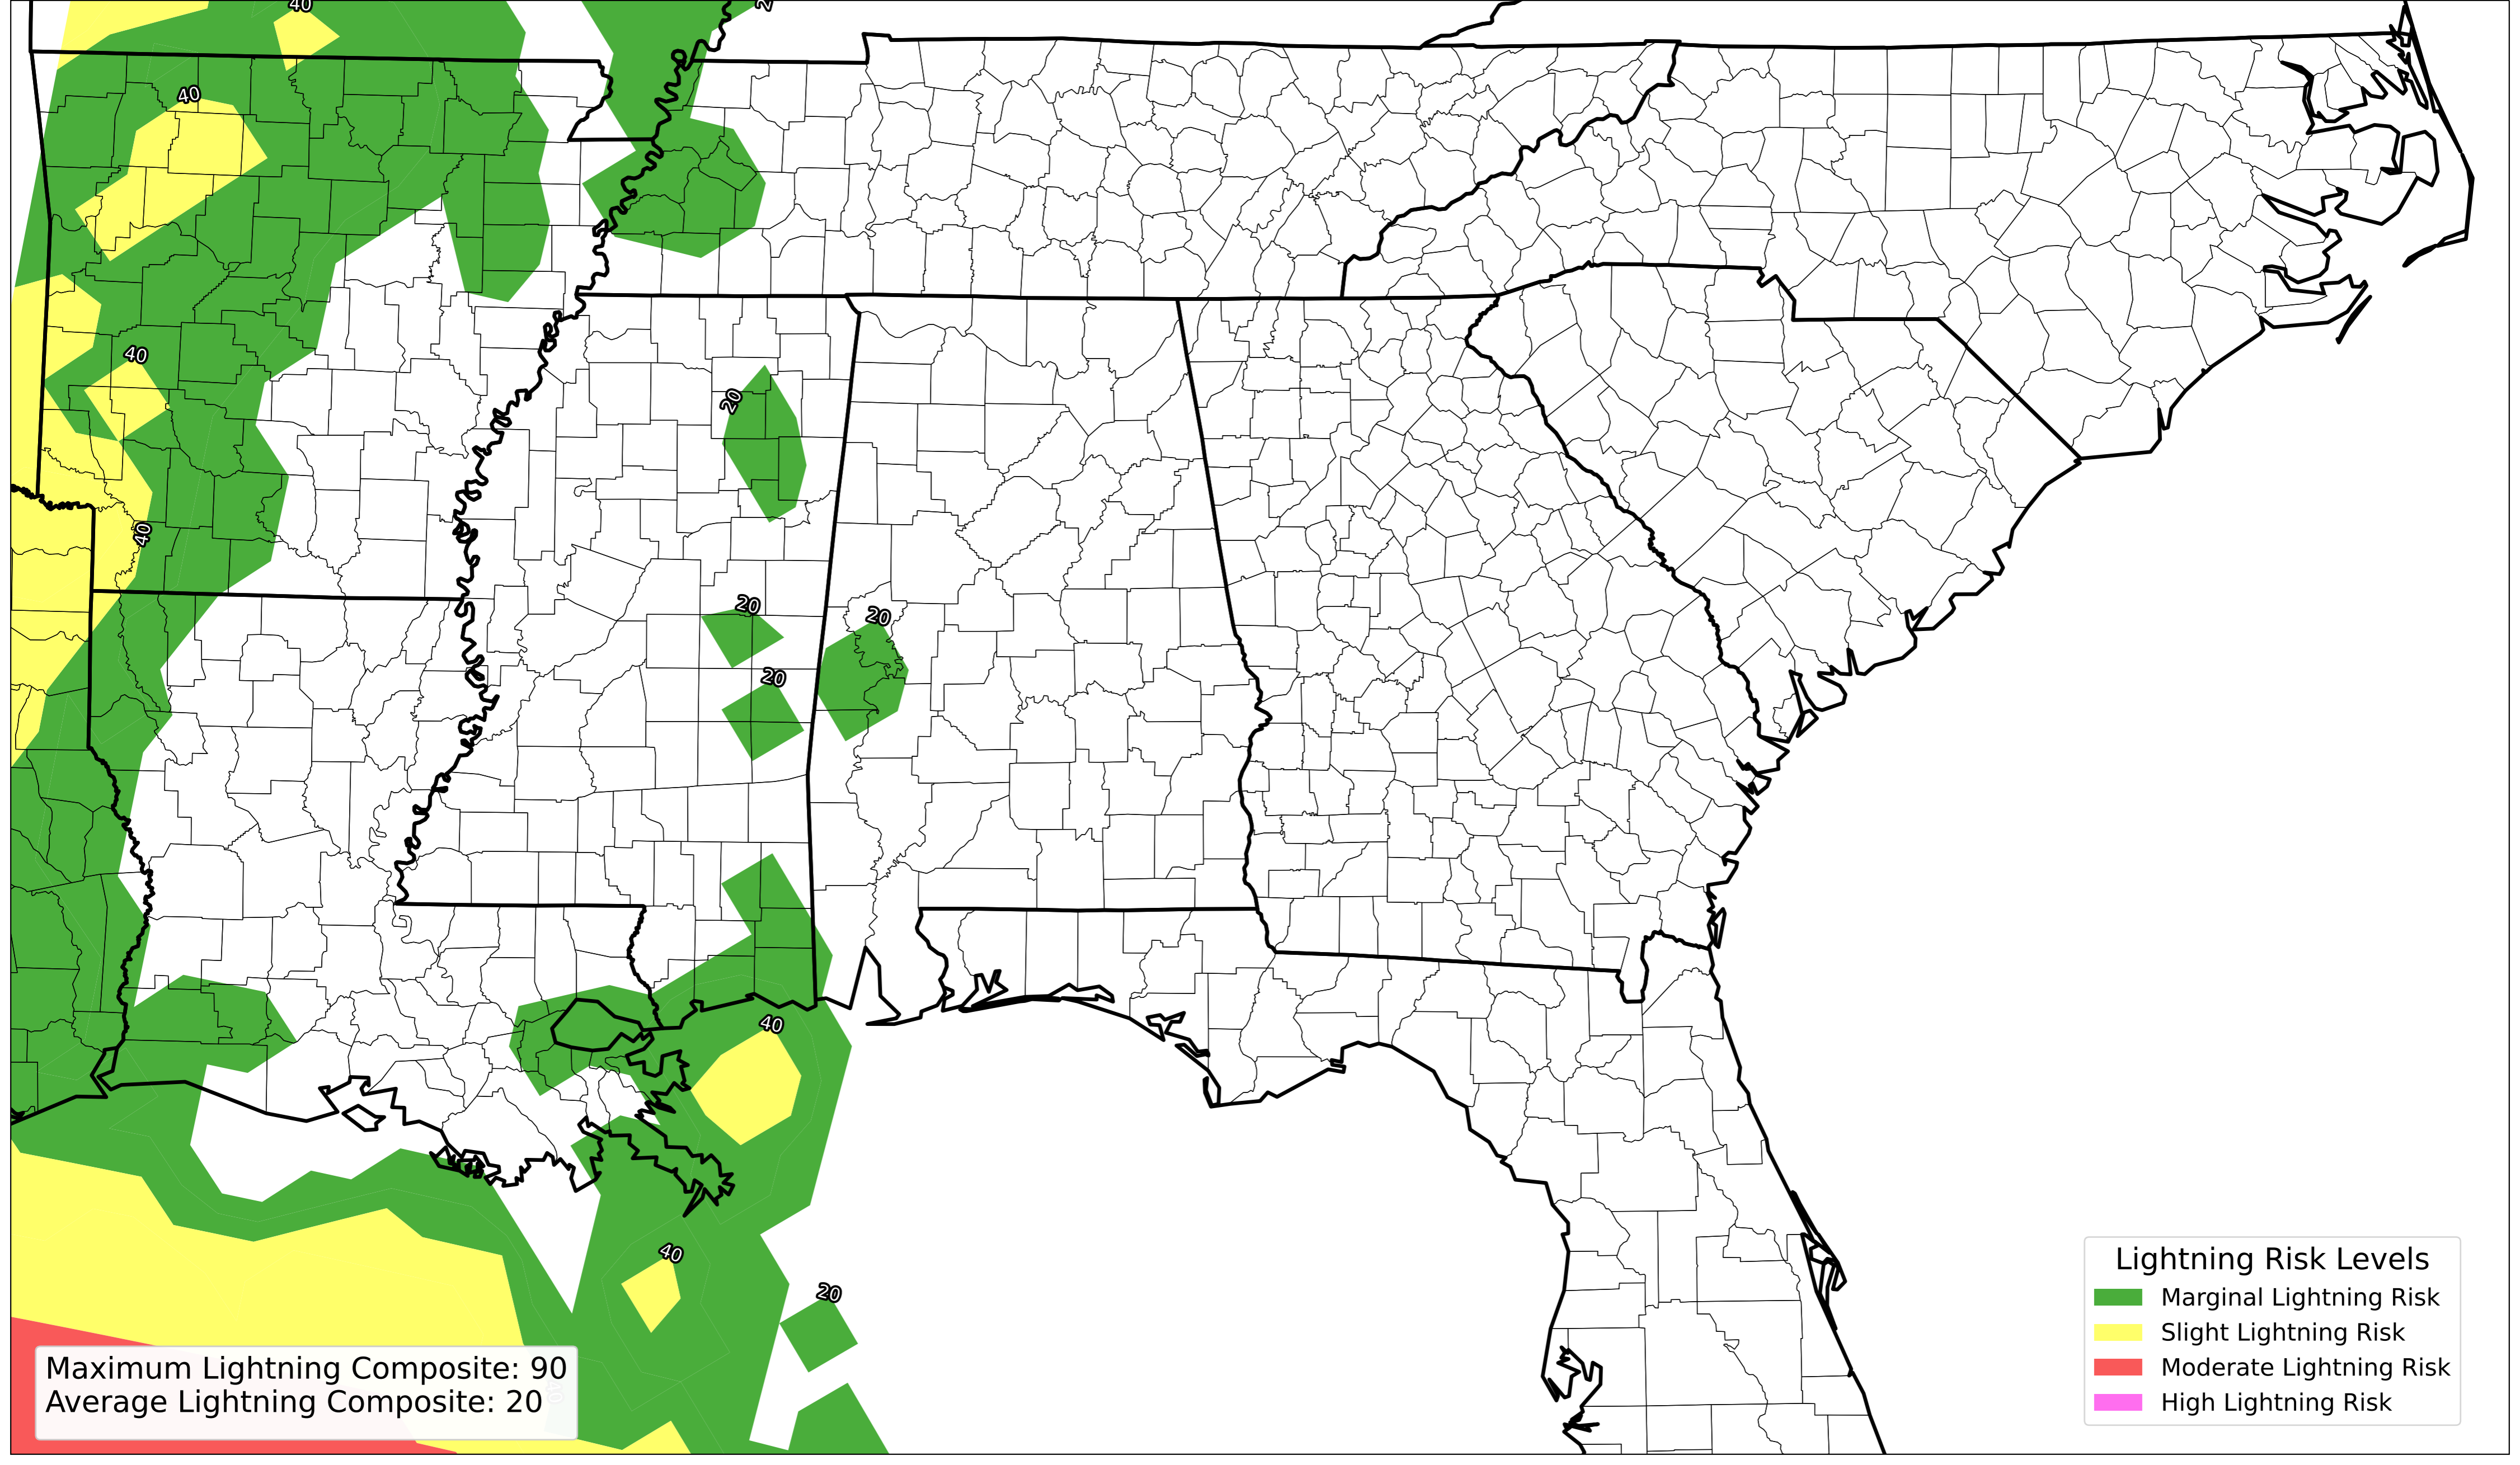 40
2
40
40
20
40
20
20
20
40
40
20
Lightning Risk Levels
Marginal Lightning Risk
Slight Lightning Risk
Moderate Lightning Risk
High Lightning Risk
Maximum Lightning Composite: 90
Average Lightning Composite: 20